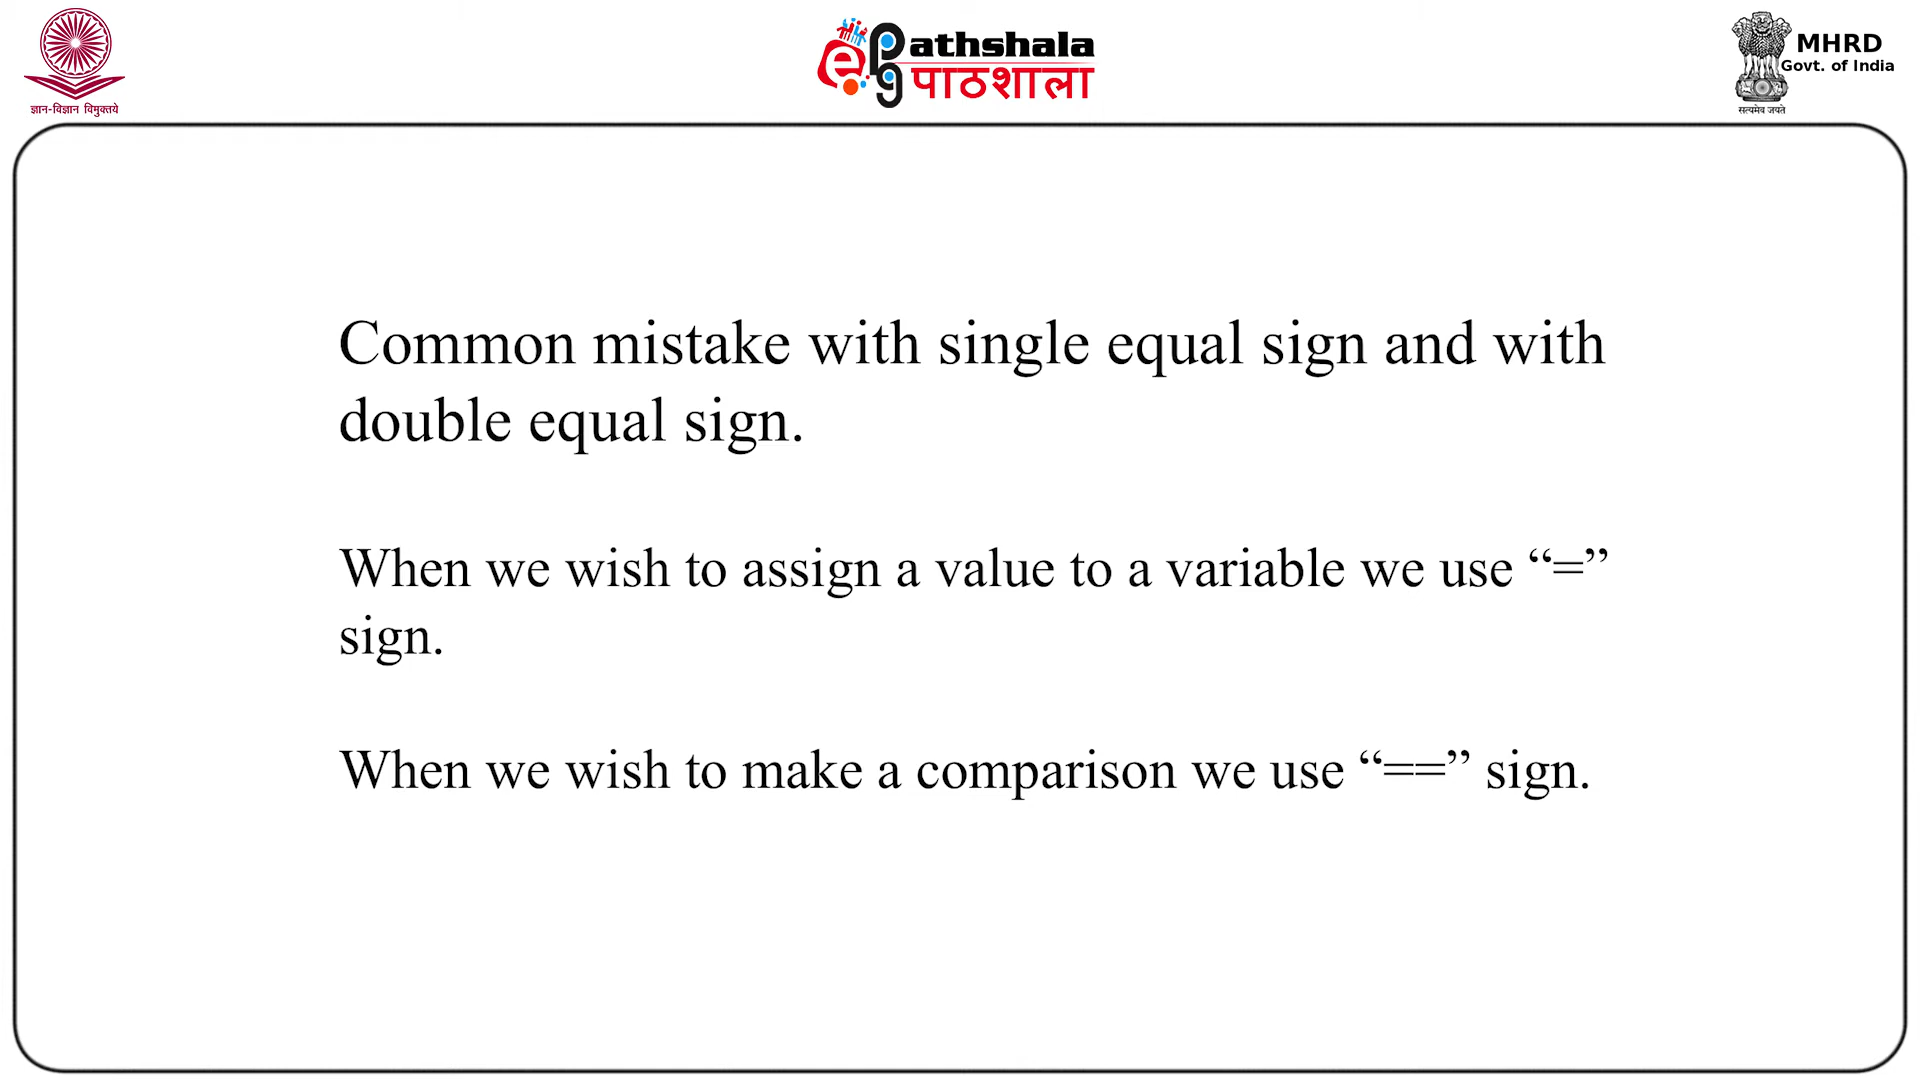 ज्ञान-विज्ञान विमुक्तये
e pg Pathshala
पाठशाला
MHRD
Govt. of India
सत्यमेव जयते
Common mistake with single equal sign and with
double equal sign.
When we wish to assign a value to a variable we use “=”
sign.
When we wish to make a comparison we use “==” sign.